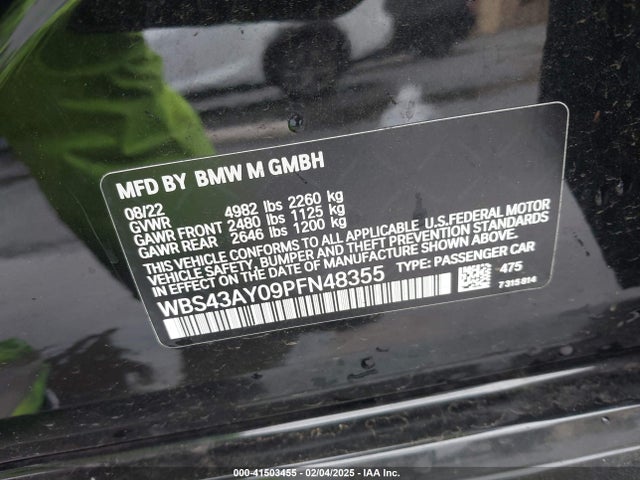 MFD BY BMW M GMBH
08/22
GVWR 4982 lbs 2260 kg
GAWR FRONT 2480 lbs 1125 kg
GAWR REAR 2646 lbs 1200 kg
THIS VEHICLE CONFORMS TO ALL APPLICABLE U.S.FEDERAL MOTOR
VEHICLE SAFETY, BUMPER, AND THEFT PREVENTION STANDARDS
IN EFFECT ON THE DATE OF MANUFACTURE SHOWN ABOVE.
WBS43AY09PFN48355 TYPE: PASSENGER CAR
475
7 315 814
000-41503455 - 02/04/2025 - IAA Inc.